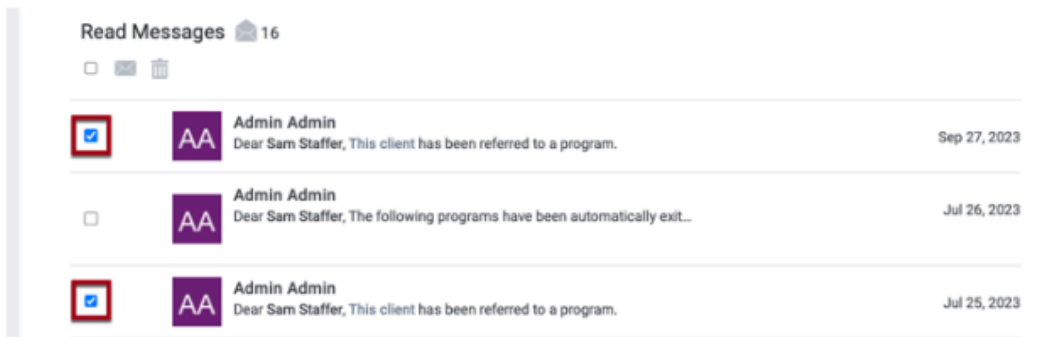 Read Messages 16
AA
Admin Admin
Dear Sam Staffer, This client has been referred to a program.
Sep 27, 2023
AA
Admin Admin
Dear Sam Staffer, The following programs have been automatically exit...
Jul 26, 2023
AA
Admin Admin
Dear Sam Staffer, This client has been referred to a program.
Jul 25, 2023